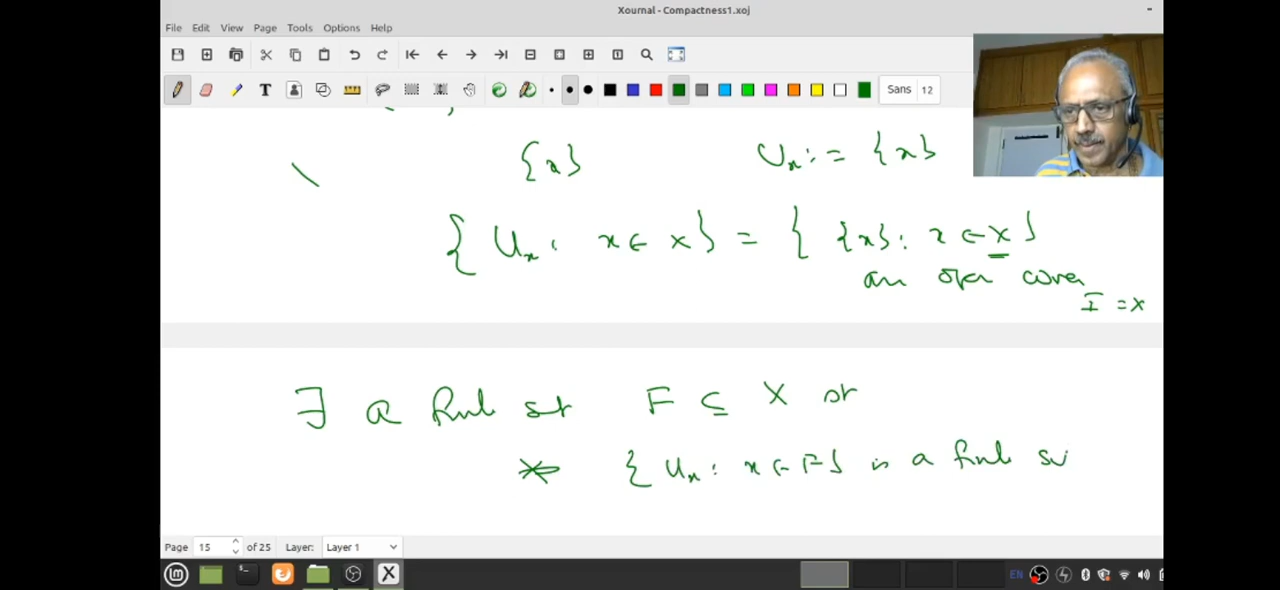 Xournal - Compactness1.xoj
File Edit View Page Tools Options Help
Sans 12
{x} Uₓ := {x}
{ Uₓ : x ∈ X } = { {x} : x ∈ X }
an open cover
I = X
∃ a finite set F ⊆ X st
* { Uₓ : x ∈ F } is a finite su
Page 15 of 25 Layer: Layer 1
EN